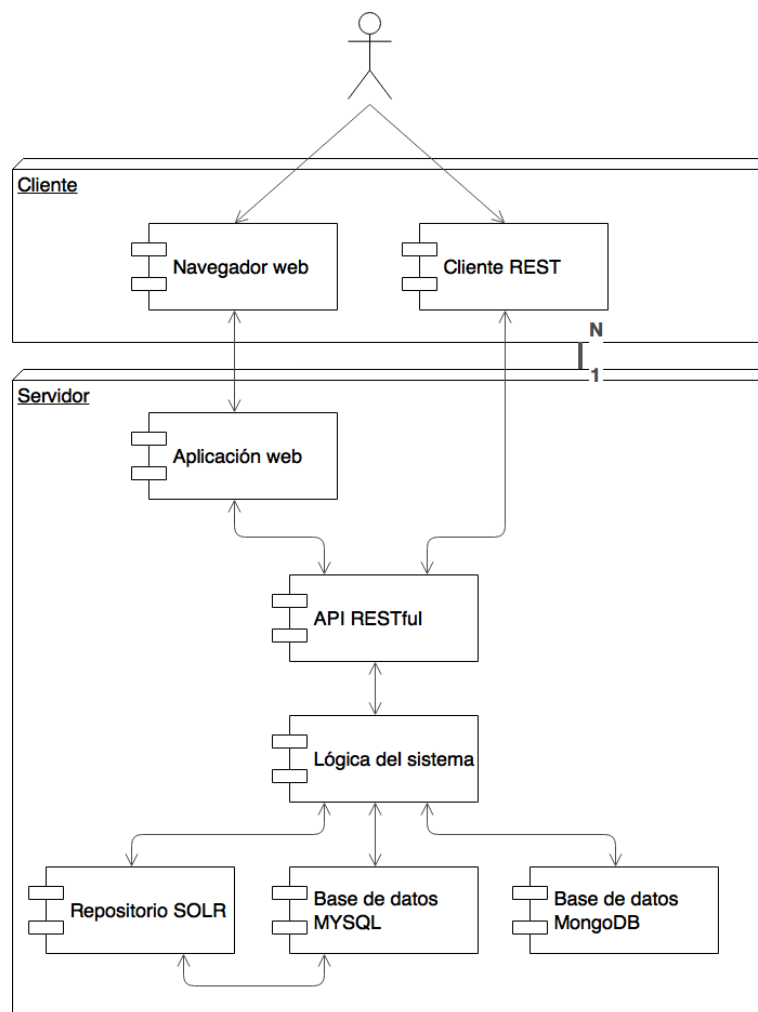 Cliente
Navegador web
Cliente REST
N
1
Servidor
Aplicación web
API RESTful
Lógica del sistema
Repositorio SOLR
Base de datos
MYSQL
Base de datos
MongoDB